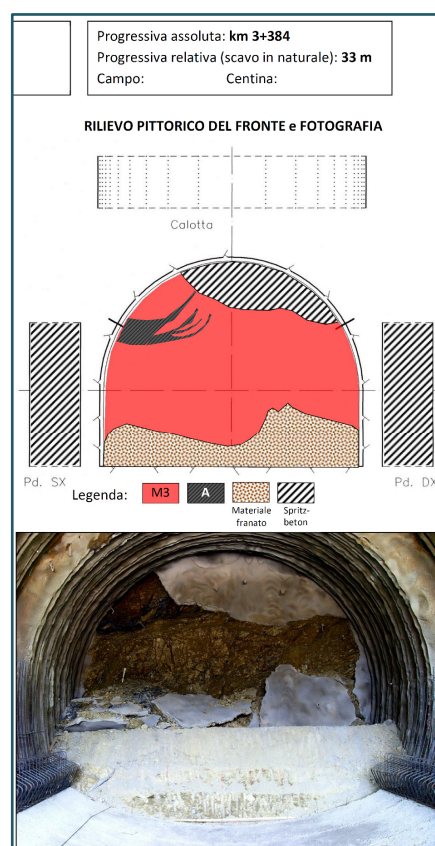 Progressiva assoluta: km 3+384
Progressiva relativa (scavo in naturale): 33 m
Campo: Centina:
RILIEVO PITTORICO DEL FRONTE e FOTOGRAFIA
Calotta
Pd. SX
Pd. DX
Legenda: M3 A
Materiale franato
Spritz-
beton